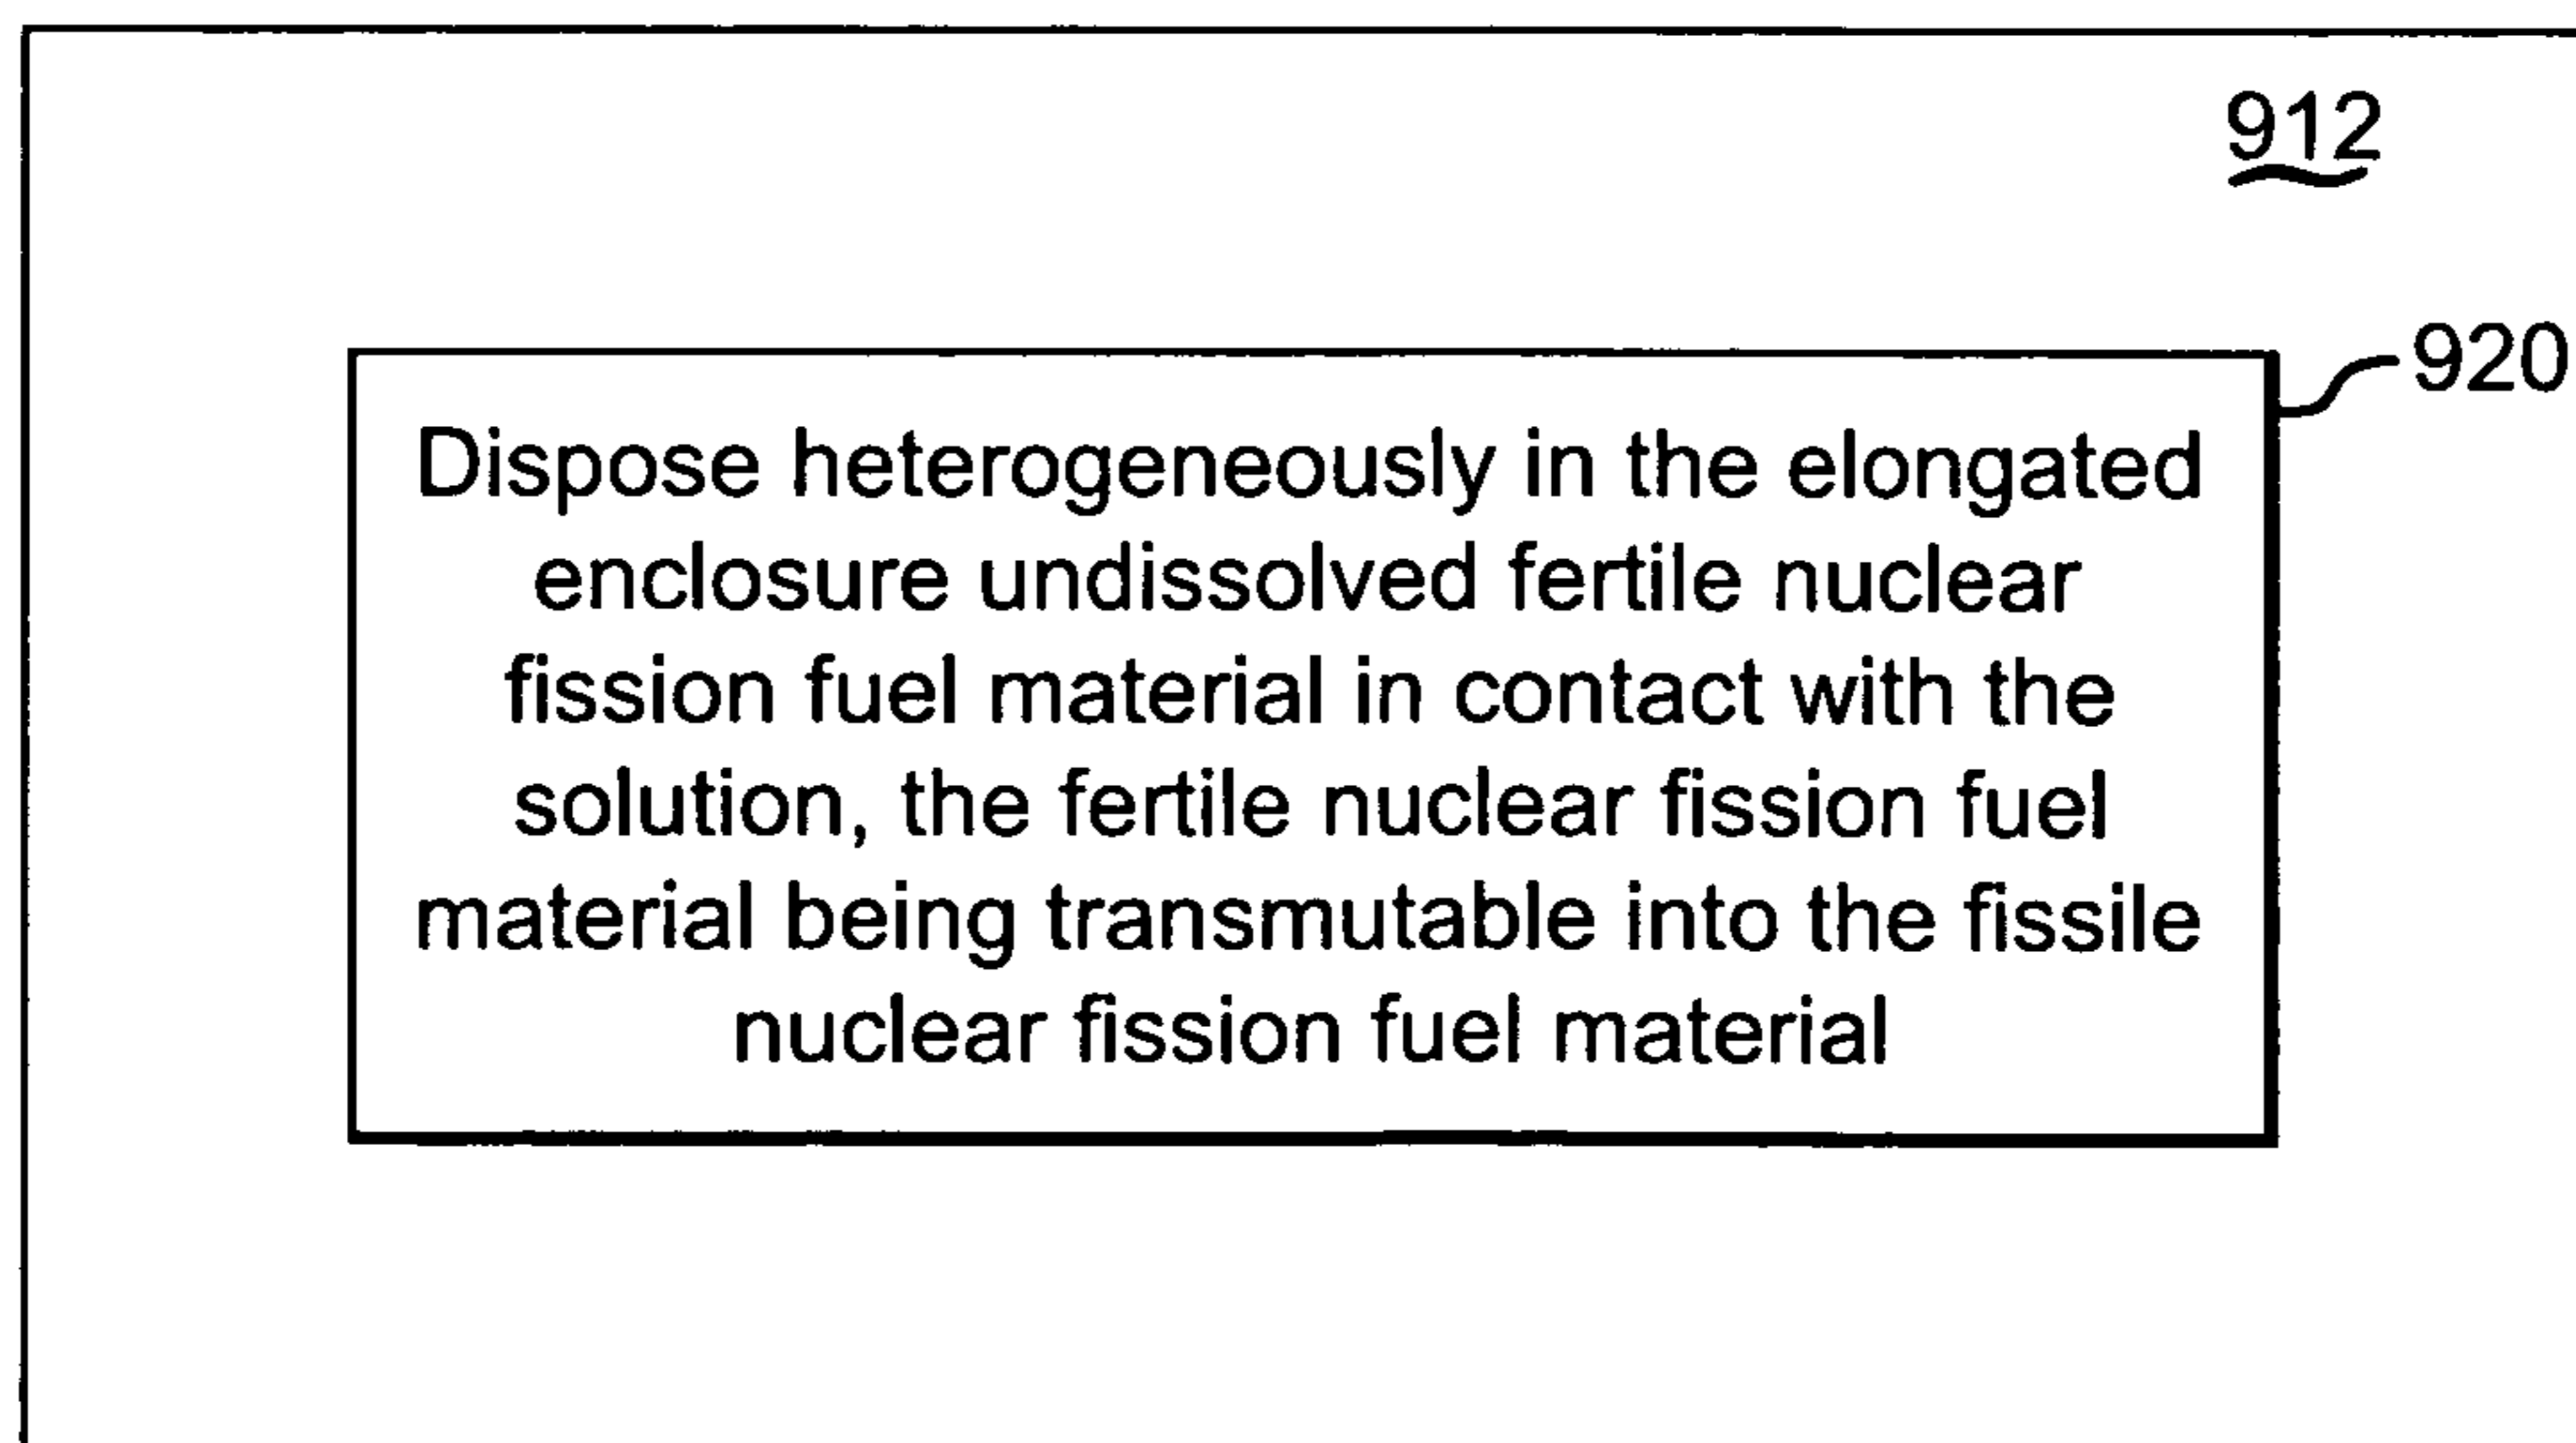 912
920
Dispose heterogeneously in the elongated
enclosure undissolved fertile nuclear
fission fuel material in contact with the
solution, the fertile nuclear fission fuel
material being transmutable into the fissile
nuclear fission fuel material